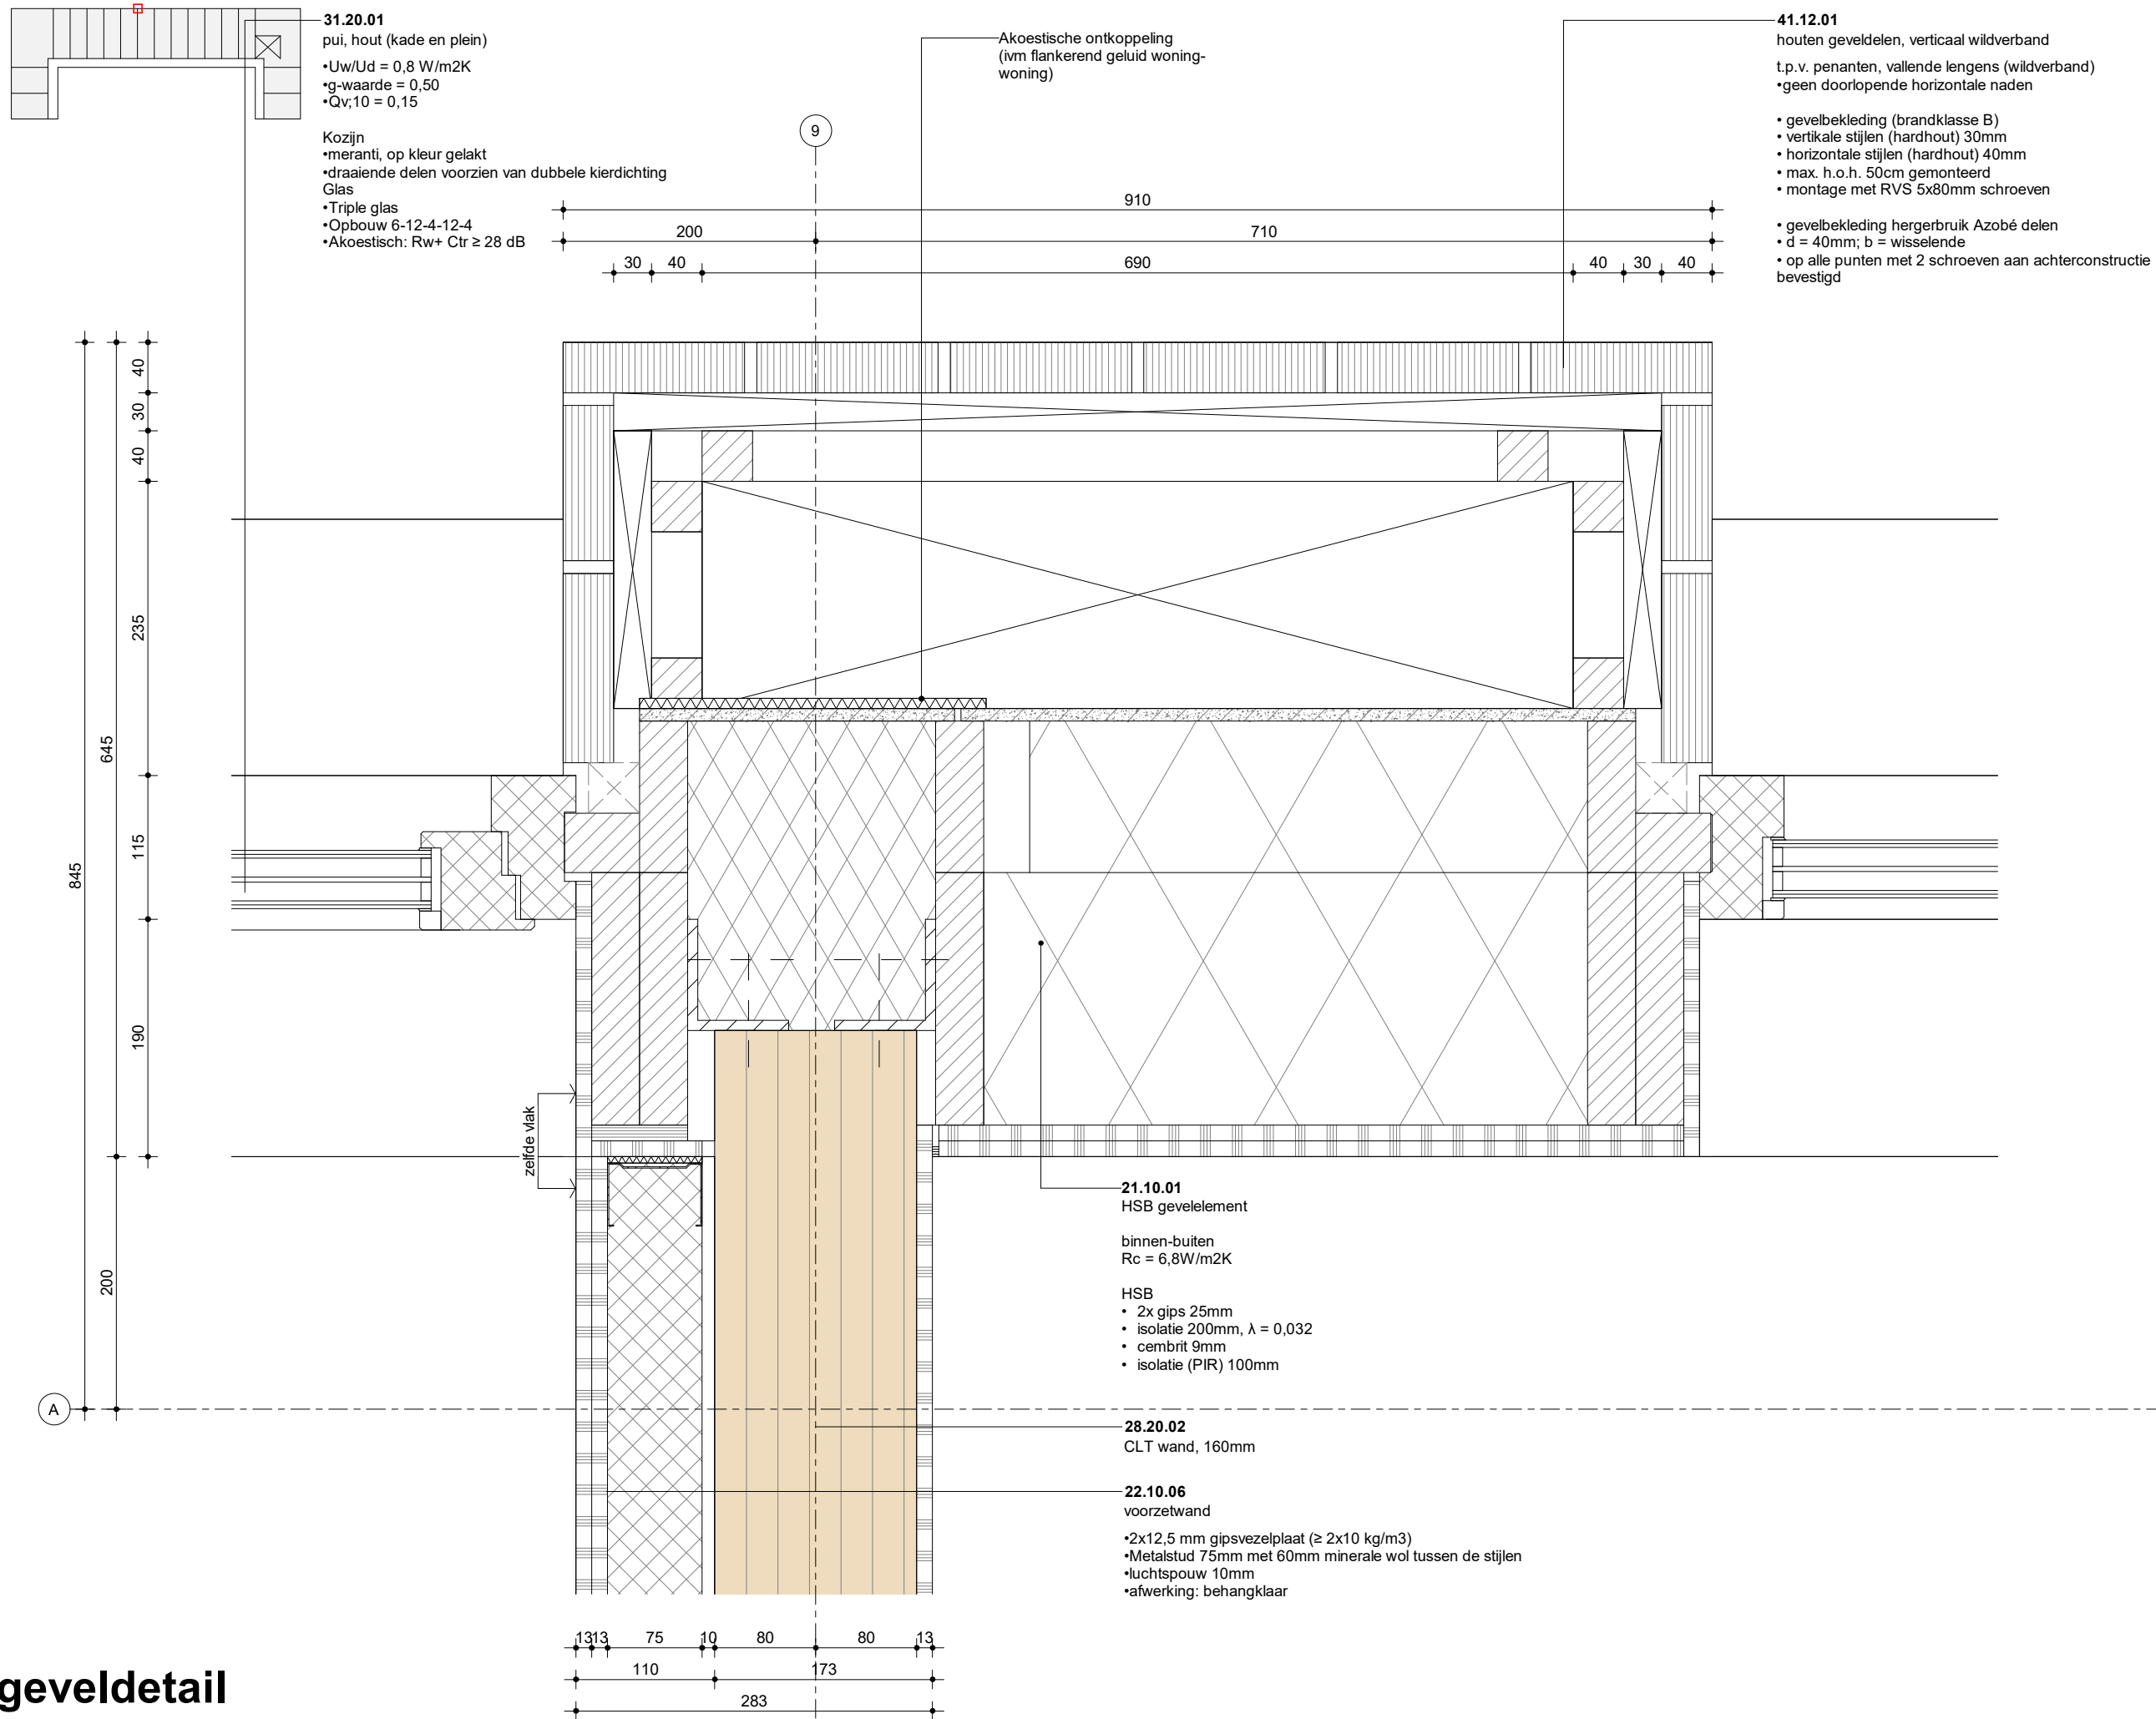 31.20.01
pui, hout (kade en plein)
•Uw/Ud = 0,8 W/m2K
•g-waarde = 0,50
•Qv;10 = 0,15
Kozijn
•meranti, op kleur gelakt
•draaiende delen voorzien van dubbele kierdichting
Glas
•Triple glas
•Opbouw 6-12-4-12-4
•Akoestisch: Rw+ Ctr ≥ 28 dB
Akoestische ontkoppeling
(ivm flankerend geluid woning-
woning)
41.12.01
houten geveldelen, verticaal wildverband
t.p.v. penanten, vallende lengens (wildverband)
•geen doorlopende horizontale naden
• gevelbekleding (brandklasse B)
• vertikale stijlen (hardhout) 30mm
• horizontale stijlen (hardhout) 40mm
• max. h.o.h. 50cm gemonteerd
• montage met RVS 5x80mm schroeven
• gevelbekleding hergerbruik Azobé delen
• d = 40mm; b = wisselende
• op alle punten met 2 schroeven aan achterconstructie
bevestigd
9
910
200 710
30 40 690 40 30 40
40
30
40
235
115
190
645
200
845
zelfde vlak
A
21.10.01
HSB gevelelement
binnen-buiten
Rc = 6,8W/m2K
HSB
• 2x gips 25mm
• isolatie 200mm, λ = 0,032
• cembrit 9mm
• isolatie (PIR) 100mm
28.20.02
CLT wand, 160mm
22.10.06
voorzetwand
•2x12,5 mm gipsvezelplaat (≥ 2x10 kg/m3)
•Metalstud 75mm met 60mm minerale wol tussen de stijlen
•luchtspouw 10mm
•afwerking: behangklaar
13 13 75 10 80 80 13
110 173
283
geveldetail